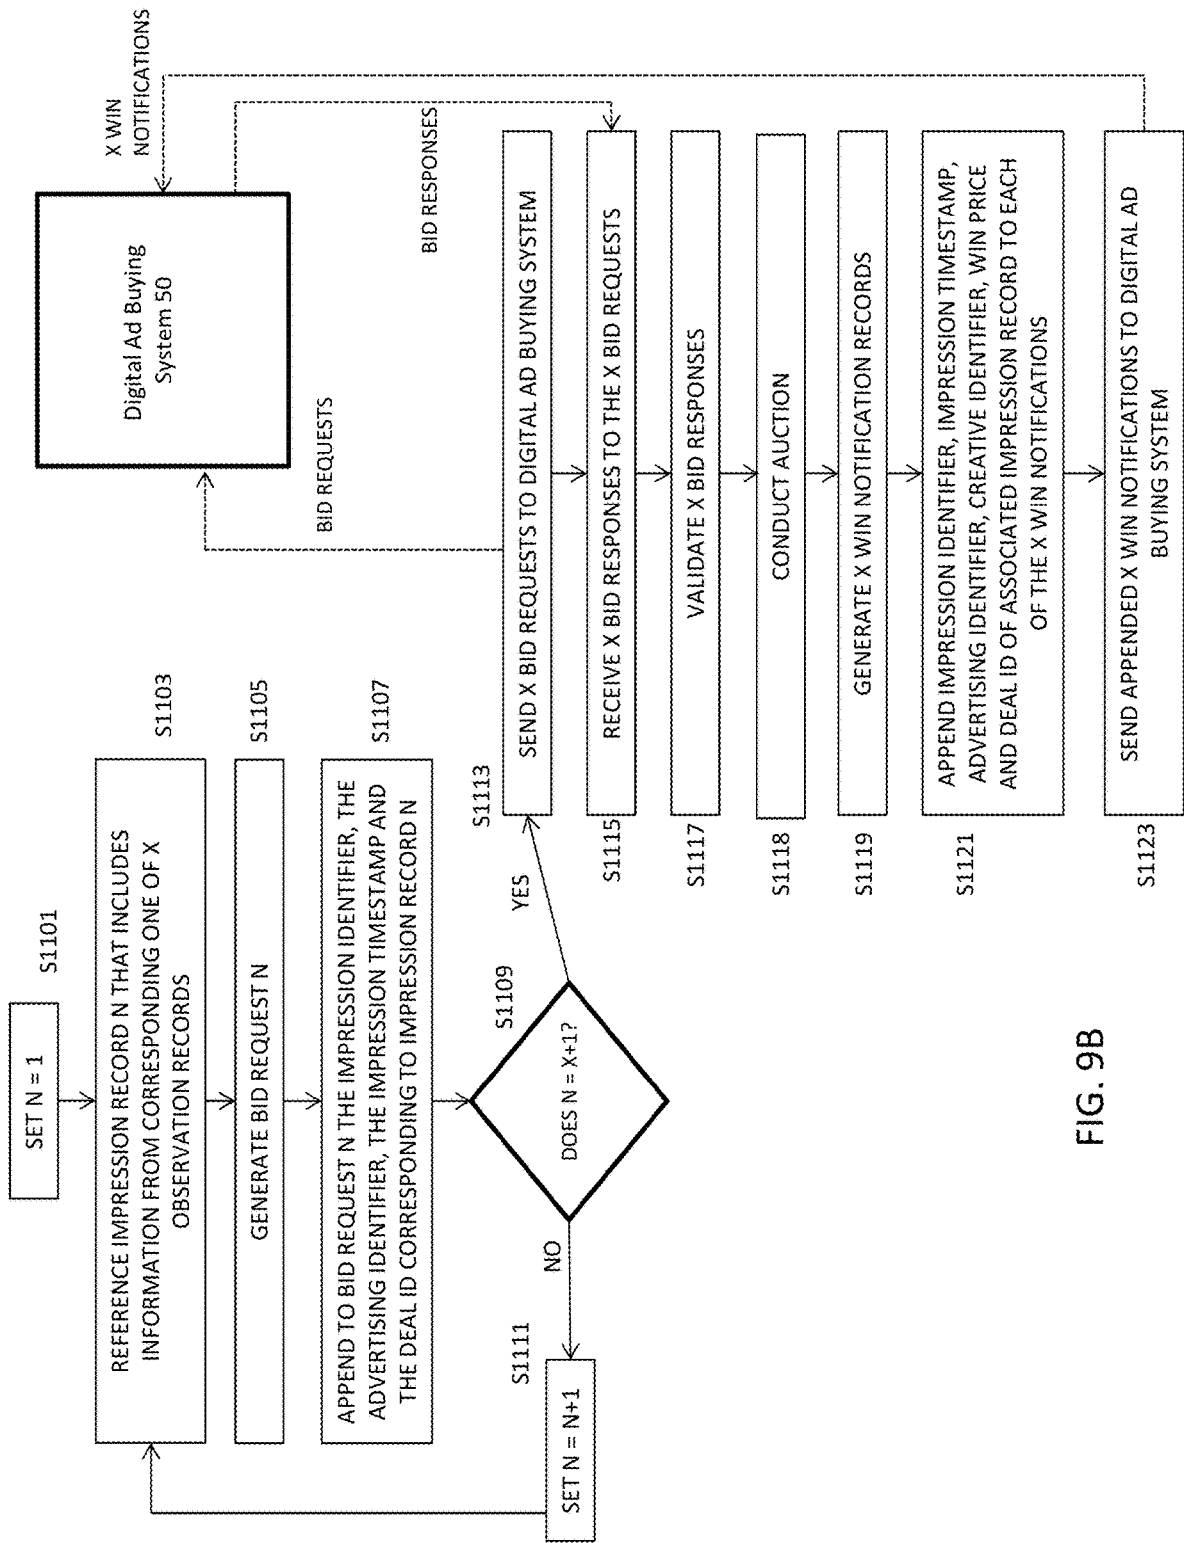 SET N = 1
S1101
REFERENCE IMPRESSION RECORD N THAT INCLUDES
INFORMATION FROM CORRESPONDING ONE OF X
OBSERVATION RECORDS
S1103
GENERATE BID REQUEST N
S1105
APPEND TO BID REQUEST N THE IMPRESSION IDENTIFIER, THE
ADVERTISING IDENTIFIER, THE IMPRESSION TIMESTAMP AND
THE DEAL ID CORRESPONDING TO IMPRESSION RECORD N
S1107
DOES N = X+1?
S1109
NO
YES
SET N = N+1
S1111
Digital Ad Buying
System 50
X WIN
NOTIFICATIONS
BID REQUESTS
BID RESPONSES
S1113
SEND X BID REQUESTS TO DIGITAL AD BUYING SYSTEM
S1115
RECEIVE X BID RESPONSES TO THE X BID REQUESTS
S1117
VALIDATE X BID RESPONSES
S1118
CONDUCT AUCTION
S1119
GENERATE X WIN NOTIFICATION RECORDS
S1121
APPEND IMPRESSION IDENTIFIER, IMPRESSION TIMESTAMP,
ADVERTISING IDENTIFIER, CREATIVE IDENTIFIER, WIN PRICE
AND DEAL ID OF ASSOCIATED IMPRESSION RECORD TO EACH
OF THE X WIN NOTIFICATIONS
S1123
SEND APPENDED X WIN NOTIFICATIONS TO DIGITAL AD
BUYING SYSTEM
FIG. 9B